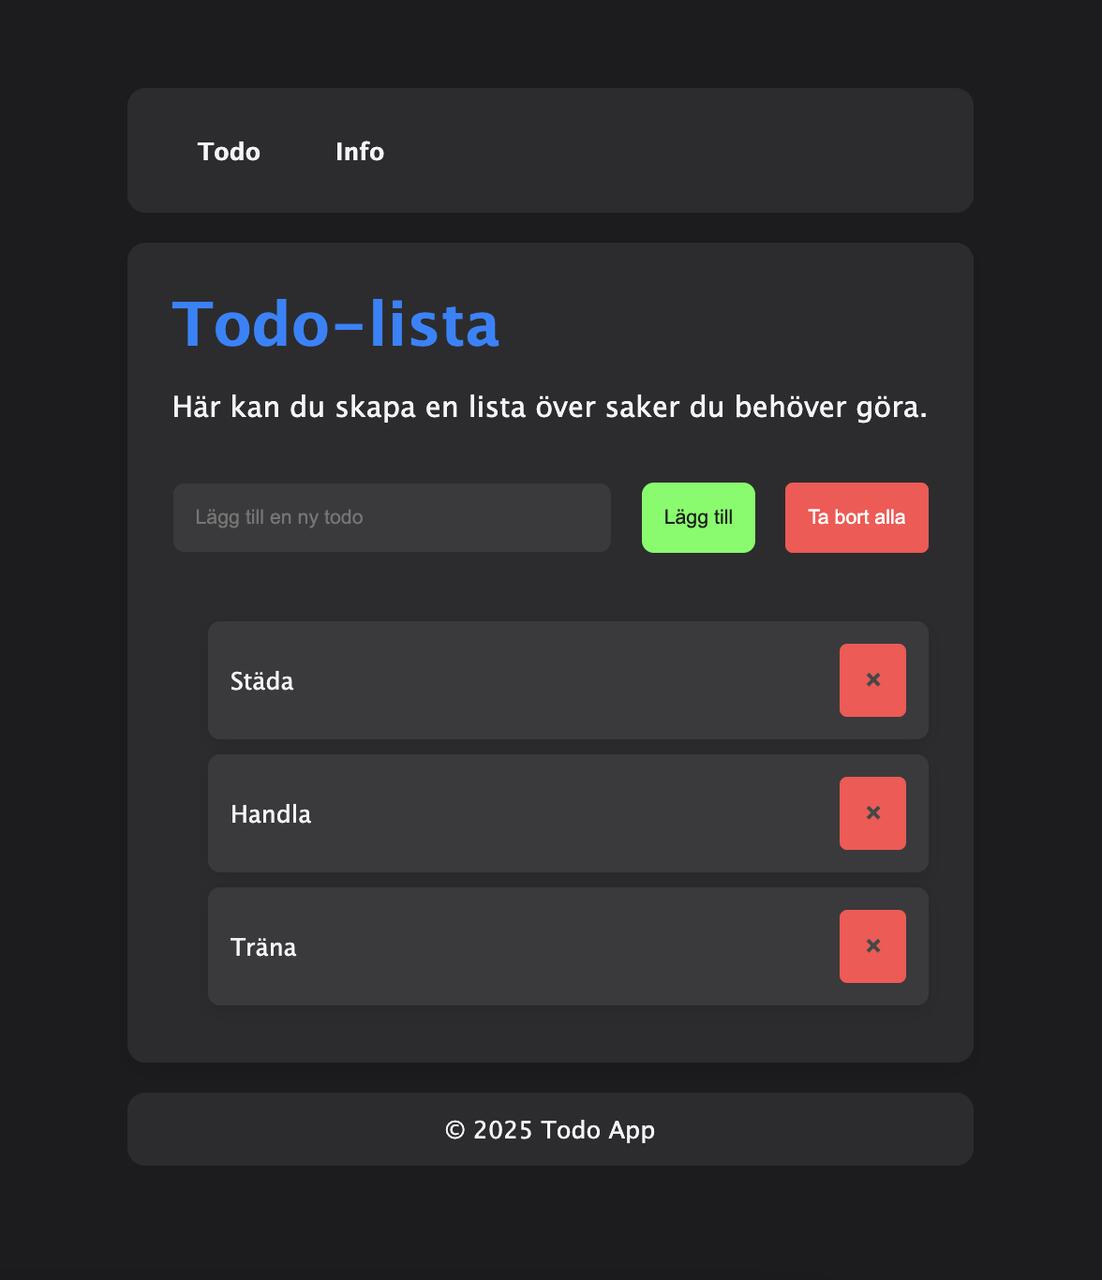 Todo Info
Todo-lista
Här kan du skapa en lista över saker du behöver göra.
Lägg till en ny todo Lägg till Ta bort alla
Städa ×
Handla ×
Träna ×
© 2025 Todo App